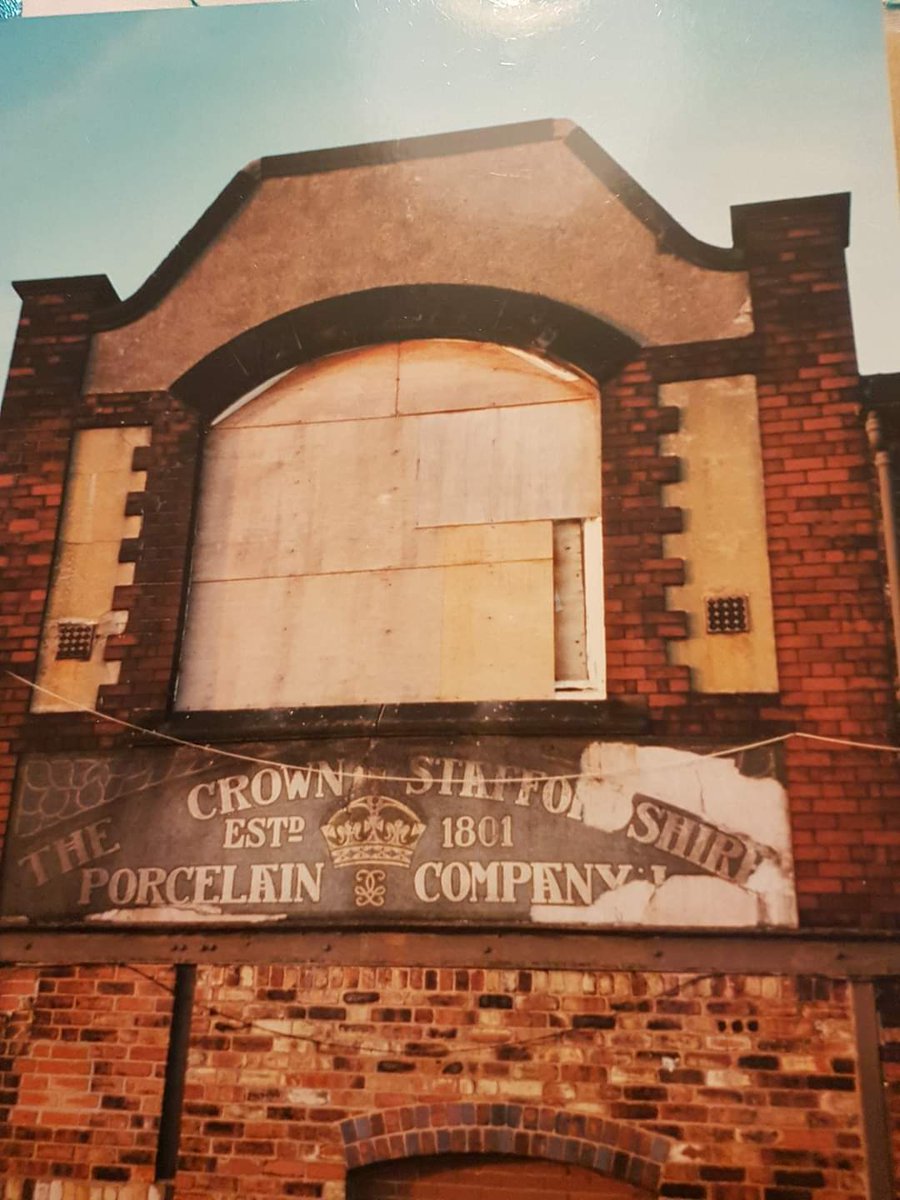 THE CROWN STAFFO SHIRE
ESTD 1801
PORCELAIN COMPANY